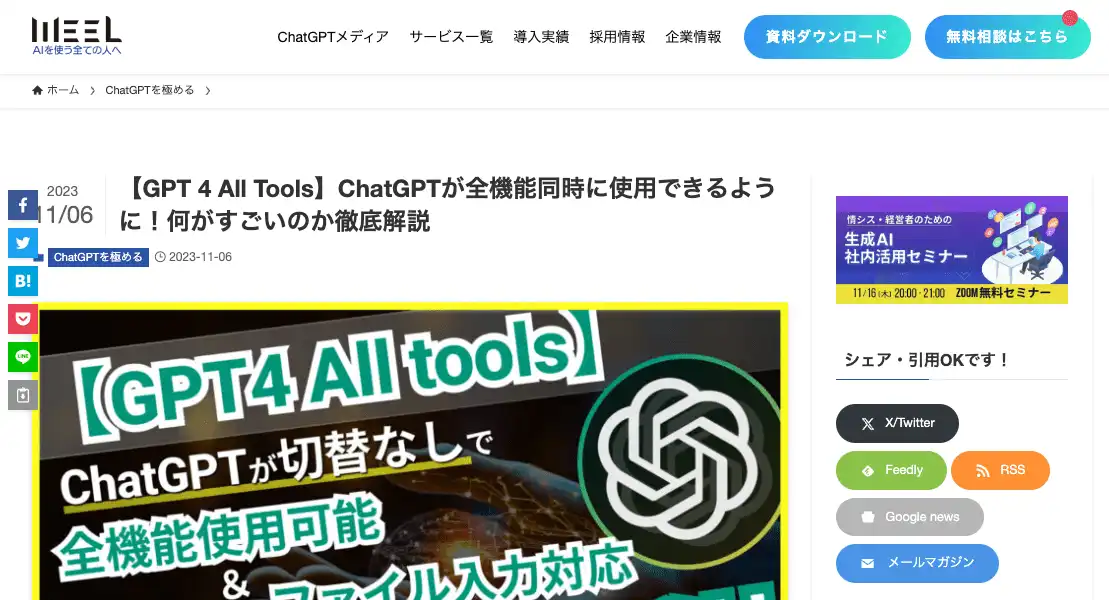 WEEL
AIを使う全ての人へ
ChatGPTメディア
サービス一覧
導入実績
採用情報
企業情報
資料ダウンロード
無料相談はこちら
ホーム
ChatGPTを極める
2023
11/06
【GPT 4 All Tools】ChatGPTが全機能同時に使用できるよう
に！何がすごいのか徹底解説
ChatGPTを極める
2023-11-06
B!
LINE
【GPT4 All tools】
ChatGPTが切替なしで
全機能使用可能
&
ファイル入力対応
情シス・経営者のための
生成AI
社内活用セミナー
11/16(木) 20:00 - 21:00 ZOOM無料セミナー
シェア・引用OKです！
X/Twitter
Feedly
RSS
Google news
メールマガジン